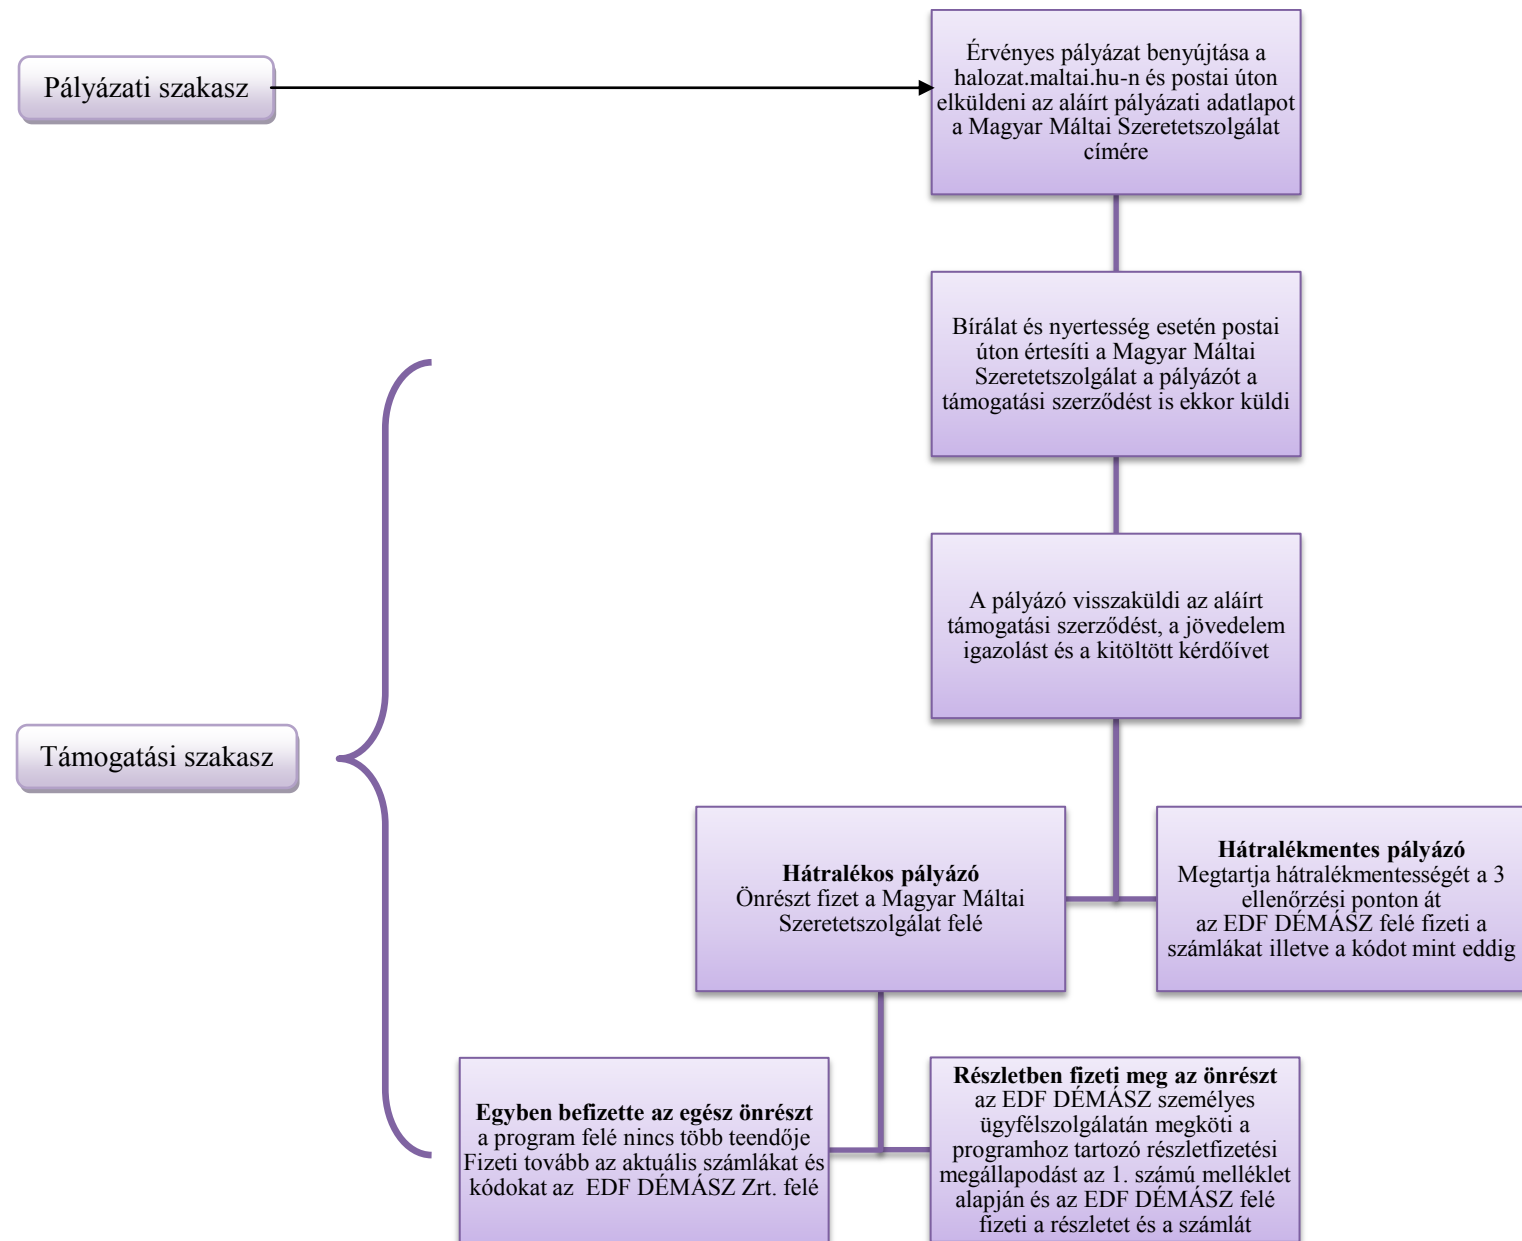 Pályázati szakasz
Érvényes pályázat benyújtása a
halozat.maltai.hu-n és postai úton
elküldeni az aláírt pályázati adatlapot
a Magyar Máltai Szeretetszolgálat
címére
Bírálat és nyertesség esetén postai
úton értesíti a Magyar Máltai
Szeretetszolgálat a pályázót a
támogatási szerződést is ekkor küldi
A pályázó visszaküldi az aláírt
támogatási szerződést, a jövedelem
igazolást és a kitöltött kérdőívet
Támogatási szakasz
Hátralékos pályázó
Önrészt fizet a Magyar Máltai
Szeretetszolgálat felé
Hátralékmentes pályázó
Megtartja hátralékmentességét a 3
ellenőrzési ponton át
az EDF DÉMÁSZ felé fizeti a
számlákat illetve a kódot mint eddig
Egyben befizette az egész önrészt
a program felé nincs több teendője
Fizeti tovább az aktuális számlákat és
kódokat az EDF DÉMÁSZ Zrt. felé
Részletben fizeti meg az önrészt
az EDF DÉMÁSZ személyes
ügyfélszolgálatán megköti a
programhoz tartozó részletfizetési
megállapodást az 1. számú melléklet
alapján és az EDF DÉMÁSZ felé
fizeti a részletet és a számlát